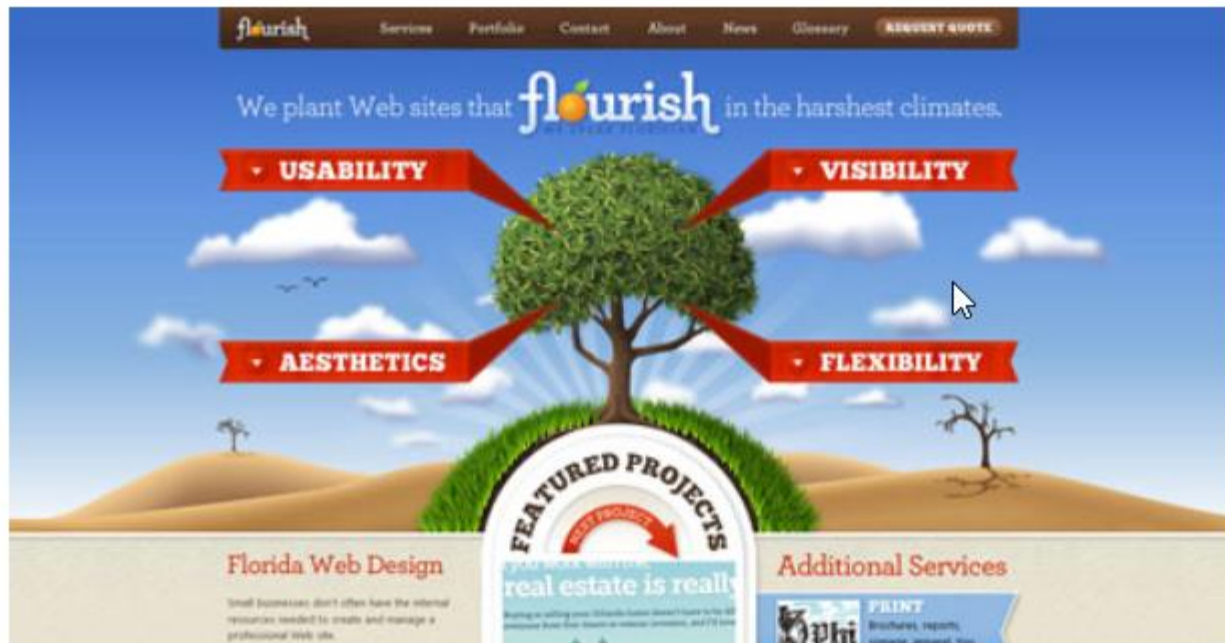 flourish Services Portfolio Contact About News Glossary REQUEST QUOTE
We plant Web sites that flourish in the harshest climates.
USABILITY
VISIBILITY
AESTHETICS
FLEXIBILITY
FEATURED PROJECTS
NEXT PROJECT
Florida Web Design
Small businesses don't often have the internal
resources needed to create and manage a
professional Web site.
real estate is really
Additional Services
PRINT
Brochures, reports,